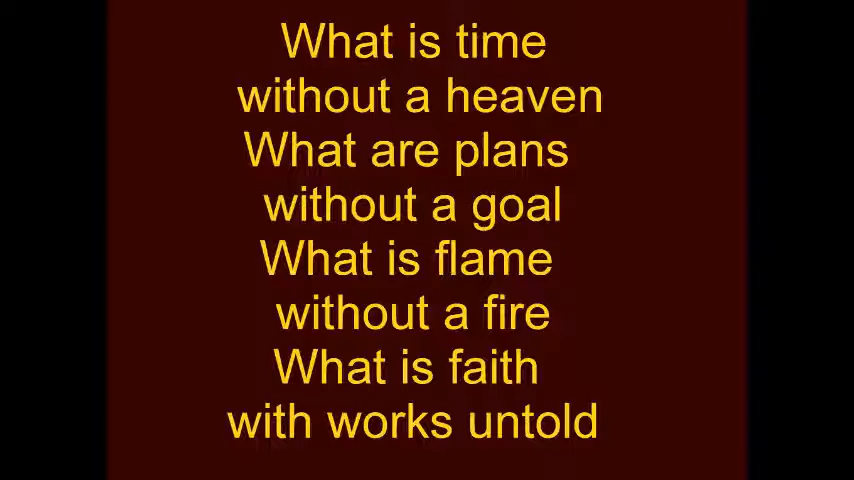 What is time
without a heaven
What are plans
without a goal
What is flame
without a fire
What is faith
with works untold